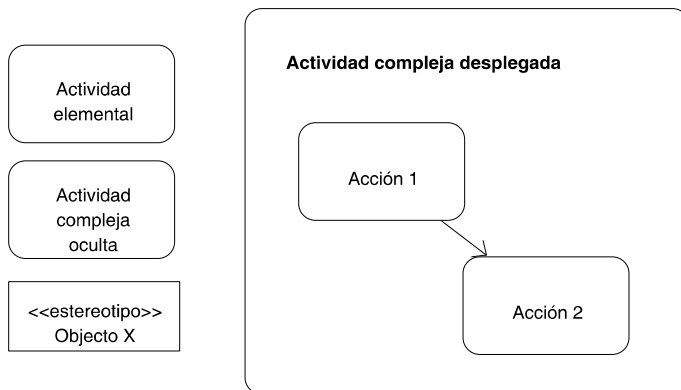 Actividad
elemental
Actividad
compleja
oculta
<<estereotipo>>
Objecto X
Actividad compleja desplegada
Acción 1
Acción 2